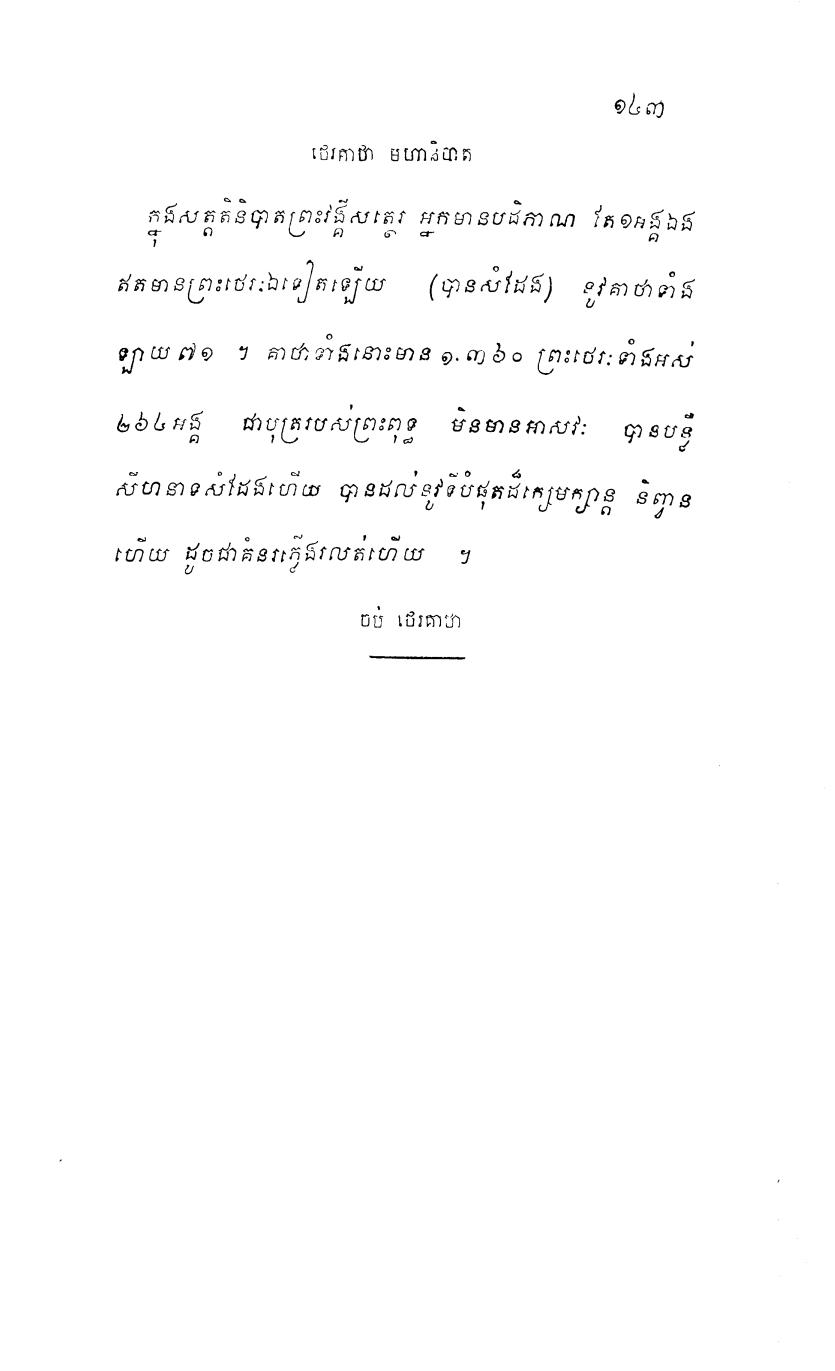 ១៤៣
ថេរគាថា មហានិបាត
ក្នុងសត្តតិនិបាតព្រះវង្គីសត្ថេរ អ្នកមានបដិភាណ តែ១អង្គឯង
ឥតមានព្រះថេរៈឯទៀតឡើយ (បានសំដែង) នូវគាថាទាំង
ឡាយ ៧១ ។ គាថាទាំងនោះមាន ១.៣៦០ ព្រះថេរៈទាំងអស់
២៦៤ អង្គ ជាបុត្ររបស់ព្រះពុទ្ធ មិនមានអាសវៈ បានបន្លឺ
សីហនាទសំដែងហើយ បានដល់នូវទីបំផុតដ៏ក្សេមក្សាន្ត និព្វាន
ហើយ ដូចជាគំនរភ្លើងរលត់ហើយ ។
ចប់ ថេរគាថា